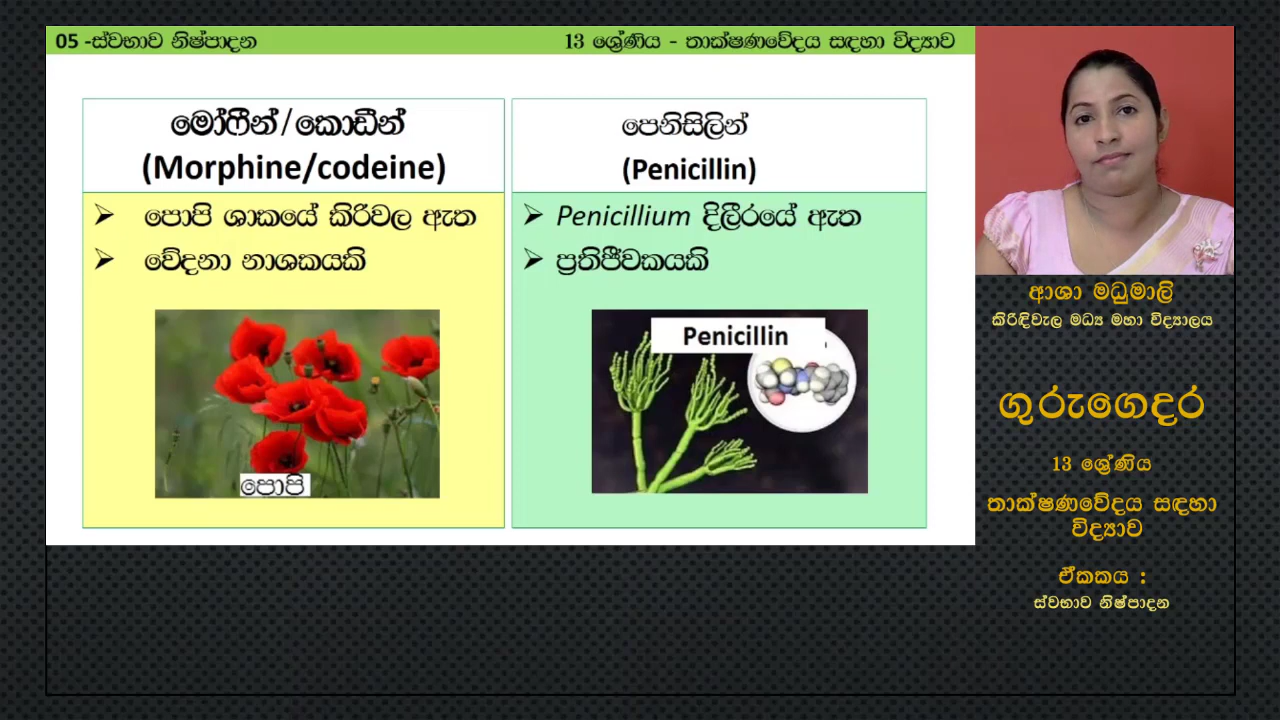 05 -ස්වභාව නිෂ්පාදන
13 ශ්‍රේණිය - තාක්ෂණවේදය සඳහා විද්‍යාව
මෝෆීන්/කොඩීන්
(Morphine/codeine)
➢ පොපි ශාකයේ කිරිවල ඇත
➢ වේදනා නාශකයකි
පොපි
පෙනිසිලින්
(Penicillin)
➢ Penicillium දිලීරයේ ඇත
➢ ප්‍රතිජීවකයකි
Penicillin
ආශා මධුමාලි
කිරිඳිවැල මධ්‍ය මහා විද්‍යාලය
ගුරුගෙදර
13 ශ්‍රේණිය
තාක්ෂණවේදය සඳහා
විද්‍යාව
ඒකකය :
ස්වභාව නිෂ්පාදන